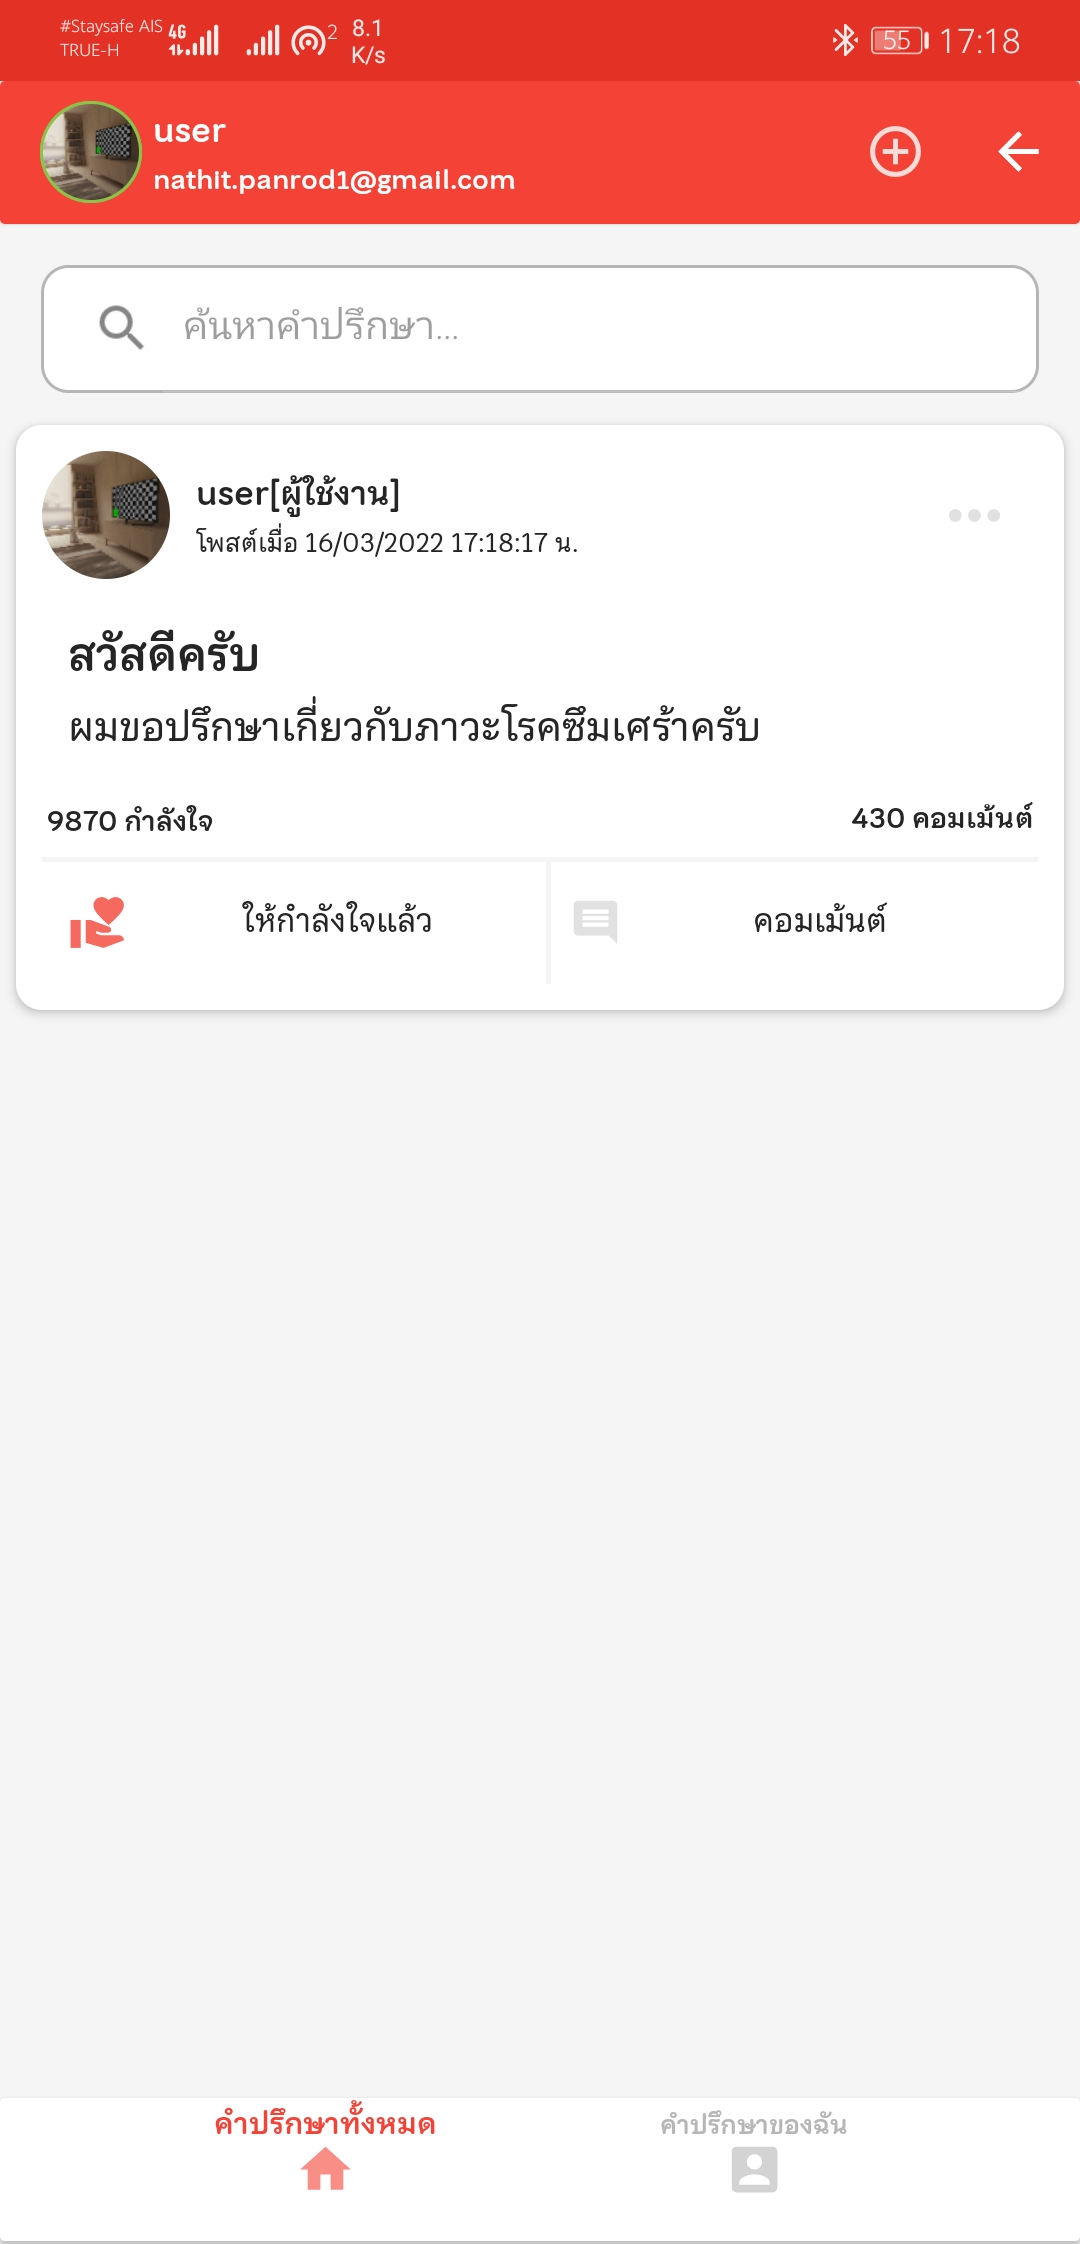 #Staysafe AIS 4G 2 8.1 K/s 55 17:18
TRUE-H
user
nathit.panrod1@gmail.com
ค้นหาคำปรึกษา...
user[ผู้ใช้งาน]
โพสต์เมื่อ 16/03/2022 17:18:17 น.
สวัสดีครับ
ผมขอปรึกษาเกี่ยวกับภาวะโรคซึมเศร้าครับ
9870 กำลังใจ 430 คอมเม้นต์
ให้กำลังใจแล้ว คอมเม้นต์
คำปรึกษาทั้งหมด คำปรึกษาของฉัน